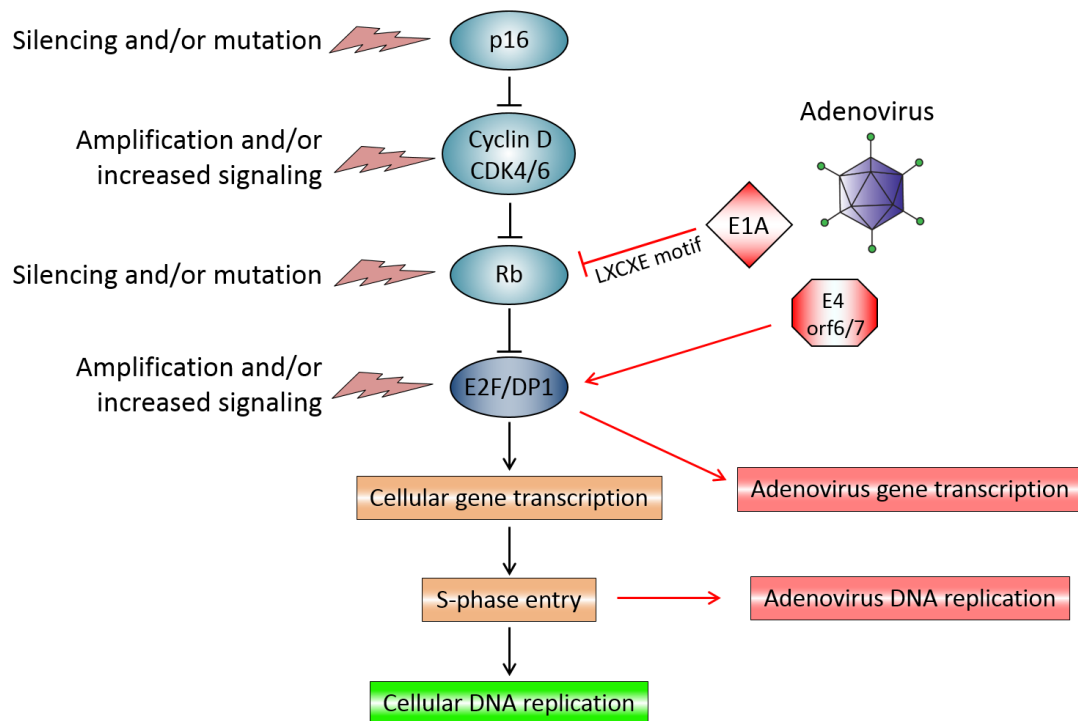 Silencing and/or mutation
p16
Amplification and/or
increased signaling
Cyclin D
CDK4/6
Adenovirus
E1A
LXCXE motif
Silencing and/or mutation
Rb
E4
orf6/7
Amplification and/or
increased signaling
E2F/DP1
Cellular gene transcription
Adenovirus gene transcription
S-phase entry
Adenovirus DNA replication
Cellular DNA replication